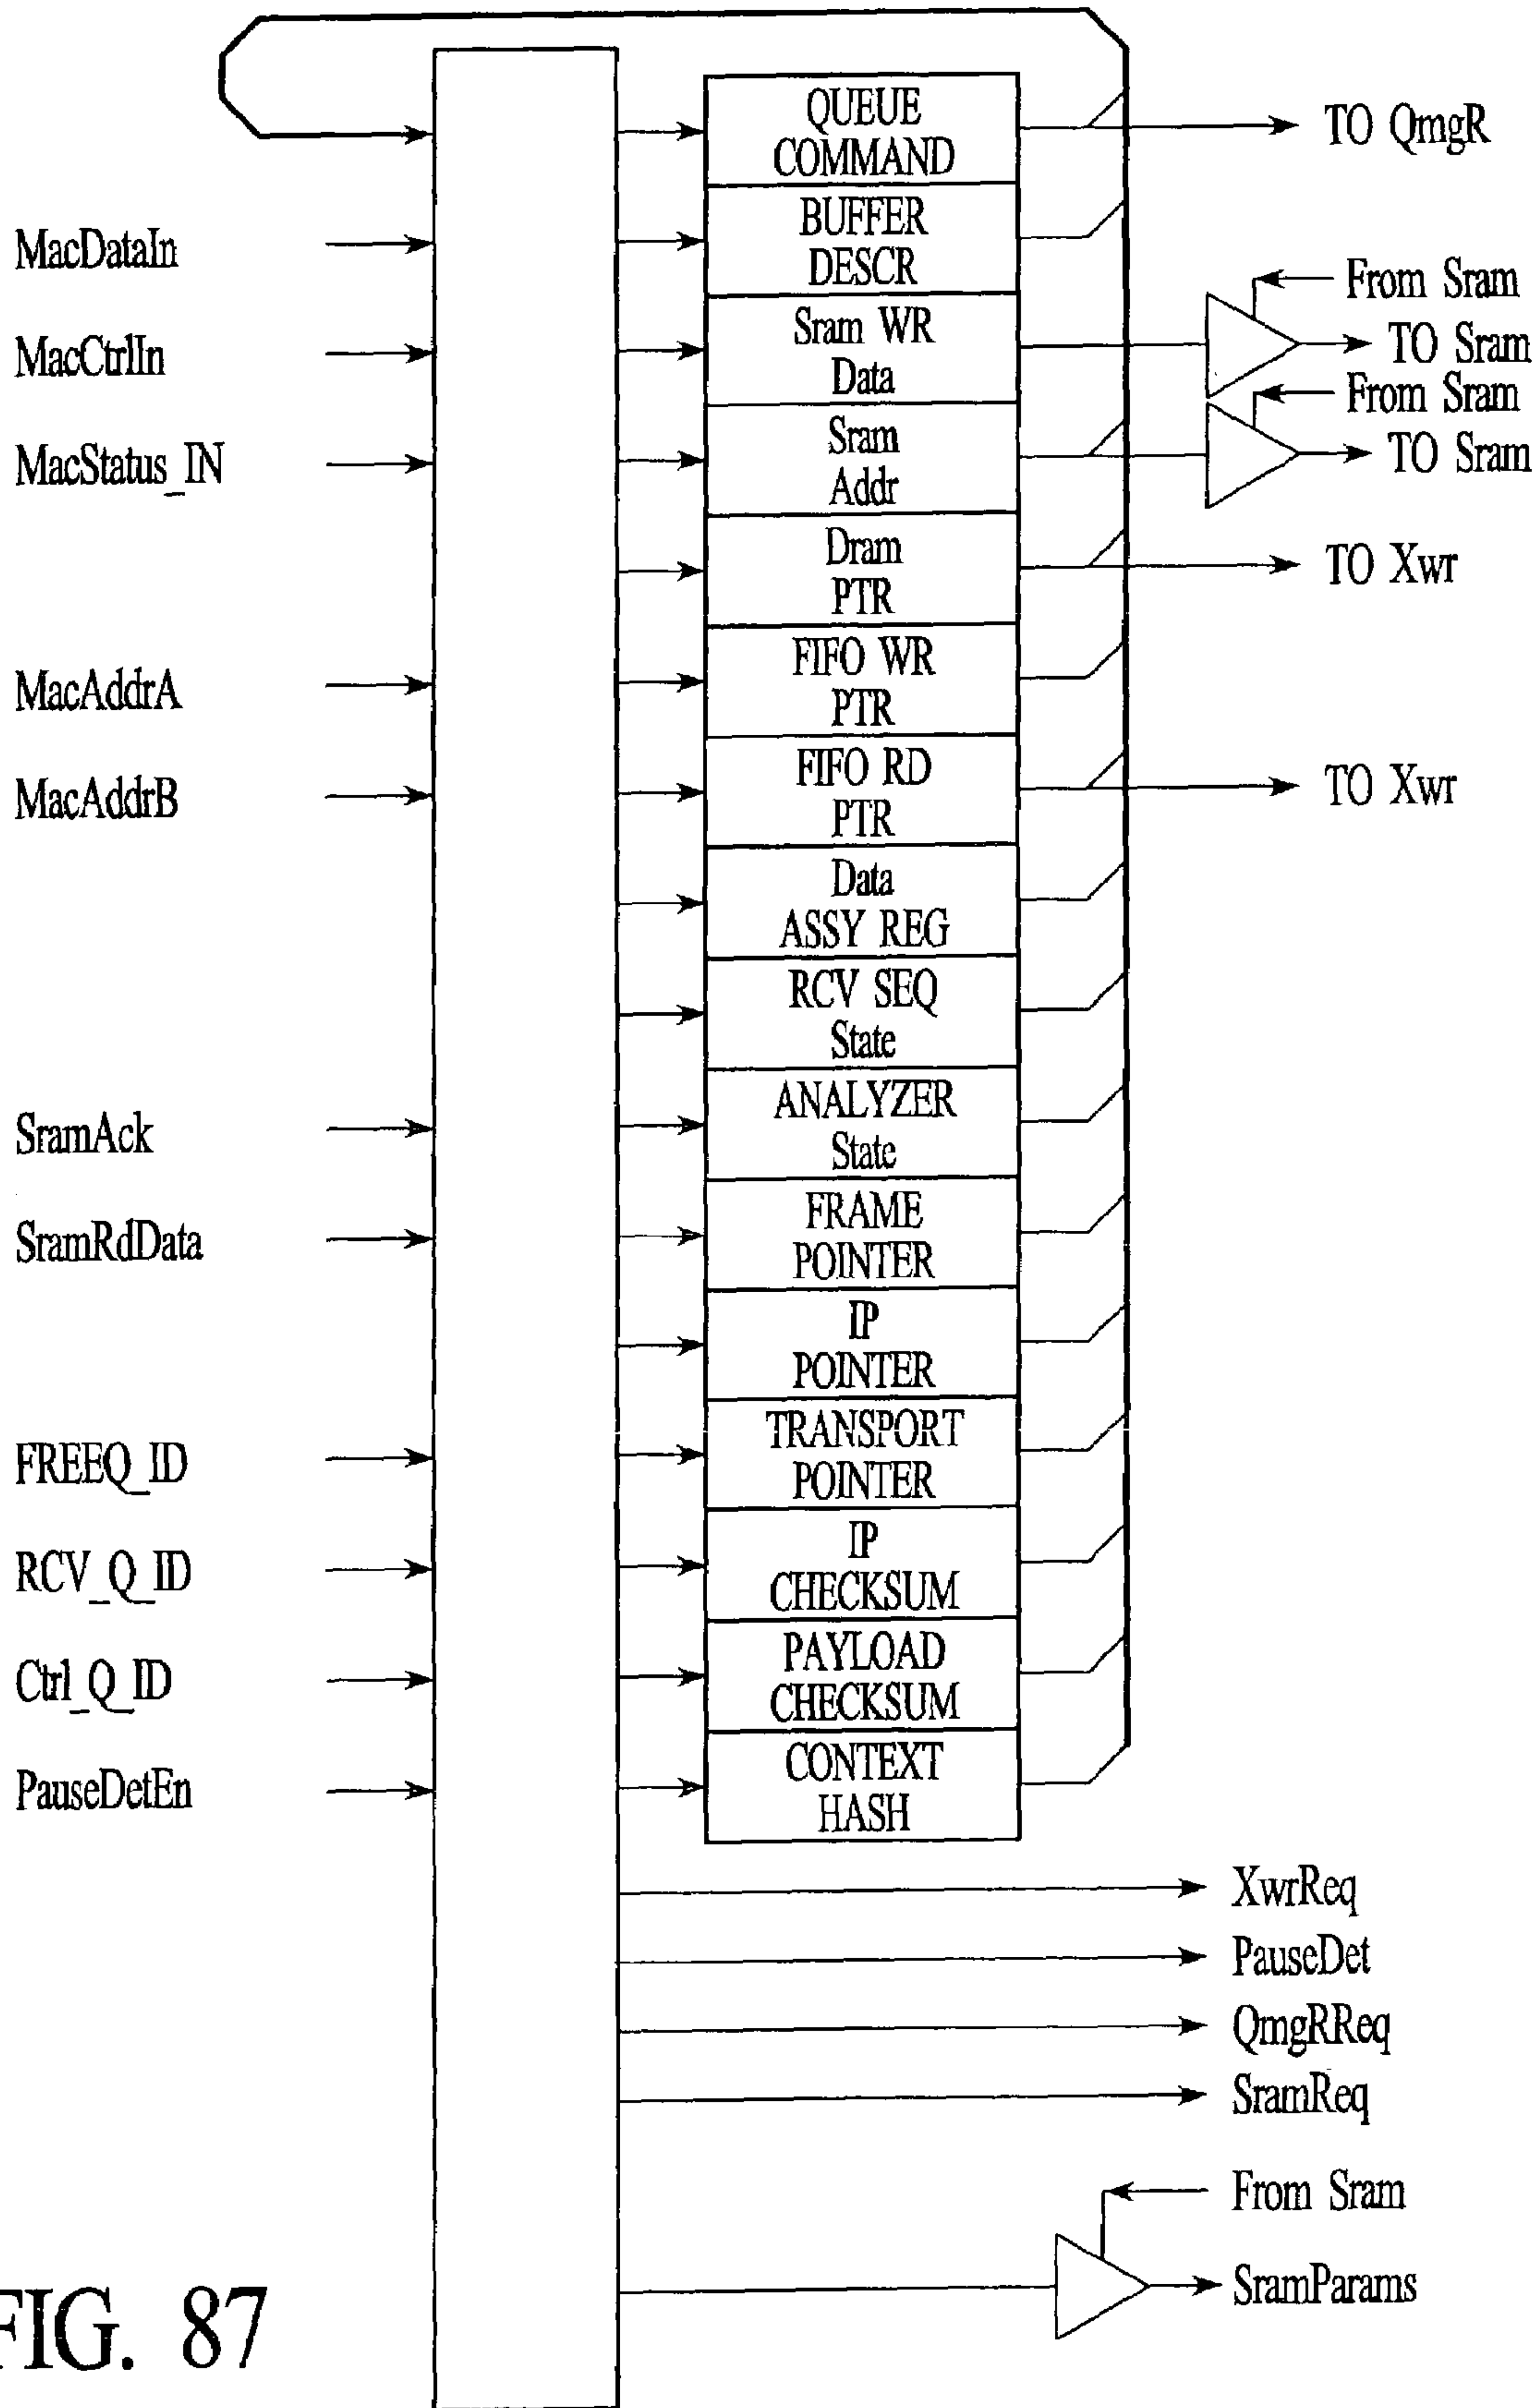 QUEUE
COMMAND
TO QmgR
MacDataIn
BUFFER
DESCR
From Sram
MacCtrlIn
Sram WR
Data
TO Sram
From Sram
MacStatus_IN
Sram
Addr
TO Sram
Dram
PTR
TO Xwr
MacAddrA
FIFO WR
PTR
MacAddrB
FIFO RD
PTR
TO Xwr
Data
ASSY REG
RCV SEQ
State
SramAck
ANALYZER
State
SramRdData
FRAME
POINTER
IP
POINTER
FREEQ_ID
TRANSPORT
POINTER
RCV_Q_ID
IP
CHECKSUM
Ctrl_Q_ID
PAYLOAD
CHECKSUM
PauseDetEn
CONTEXT
HASH
XwrReq
PauseDet
QmgRReq
SramReq
From Sram
SramParams
FIG. 87